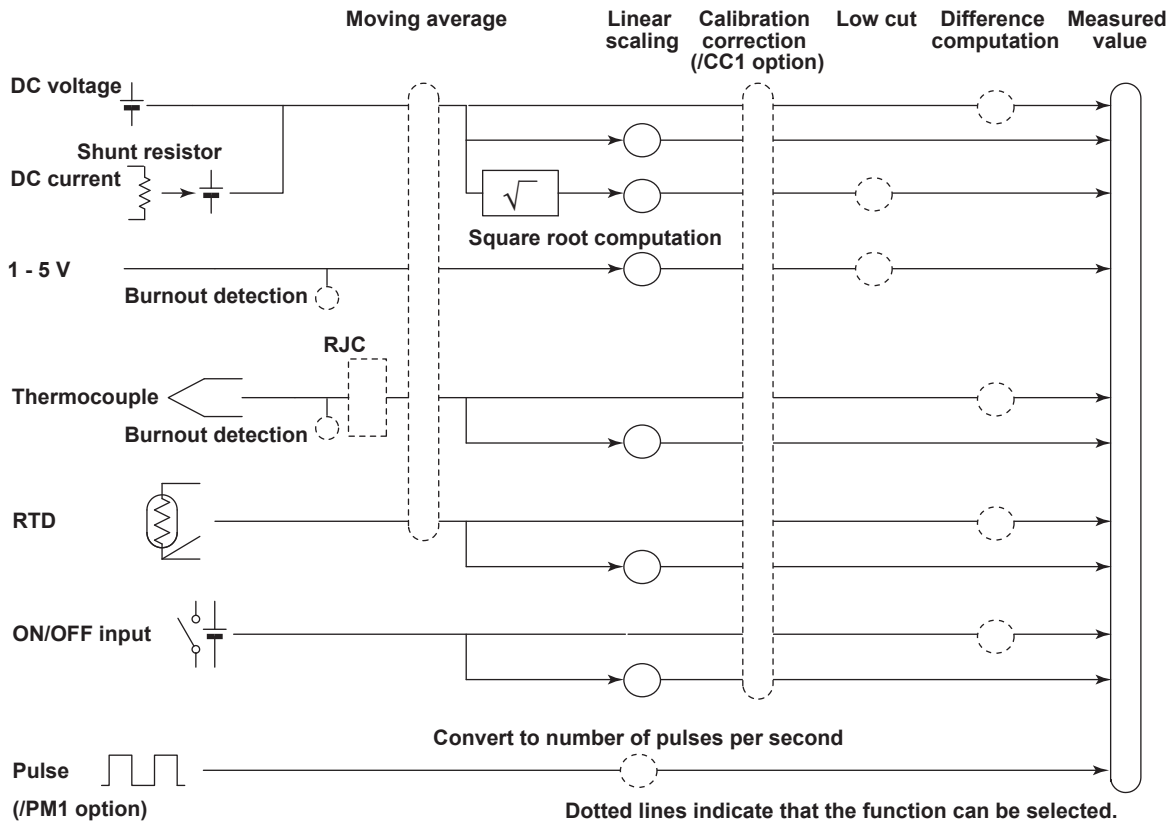 Moving average
Linear scaling
Calibration correction (/CC1 option)
Low cut
Difference computation
Measured value
DC voltage
Shunt resistor
DC current
√
Square root computation
1 - 5 V
Burnout detection
RJC
Thermocouple
Burnout detection
RTD
ON/OFF input
Convert to number of pulses per second
Pulse
(/PM1 option)
Dotted lines indicate that the function can be selected.